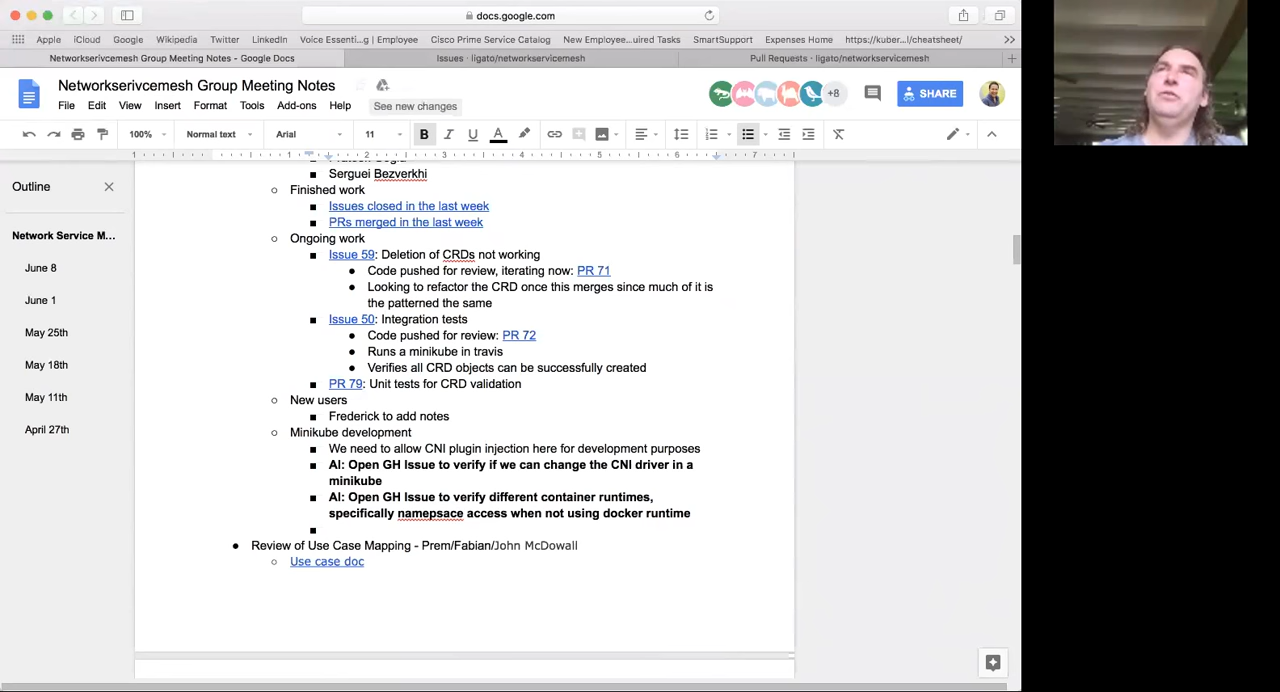 docs.google.com
Apple iCloud Google Wikipedia Twitter LinkedIn Voice Essenti...g | Employee Cisco Prime Service Catalog New Employee...uired Tasks SmartSupport Expenses Home https://kuber...(/cheatsheet/
Networkserivcemesh Group Meeting Notes - Google Docs Issues · ligato/networkservicemesh Pull Requests · ligato/networkservicemesh
Networkserivcemesh Group Meeting Notes
+8
SHARE
File Edit View Insert Format Tools Add-ons Help See new changes
100% Normal text Arial 11 B I U A
1 1 2 3 4 5 6 7
Outline
Network Service M...
June 8
June 1
May 25th
May 18th
May 11th
April 27th
Serguei Bezverkhi
Finished work
Issues closed in the last week
PRs merged in the last week
Ongoing work
Issue 59: Deletion of CRDs not working
Code pushed for review, iterating now: PR 71
Looking to refactor the CRD once this merges since much of it is
the patterned the same
Issue 50: Integration tests
Code pushed for review: PR 72
Runs a minikube in travis
Verifies all CRD objects can be successfully created
PR 79: Unit tests for CRD validation
New users
Frederick to add notes
Minikube development
We need to allow CNI plugin injection here for development purposes
AI: Open GH Issue to verify if we can change the CNI driver in a
minikube
AI: Open GH Issue to verify different container runtimes,
specifically namepsace access when not using docker runtime
Review of Use Case Mapping - Prem/Fabian/John McDowall
Use case doc